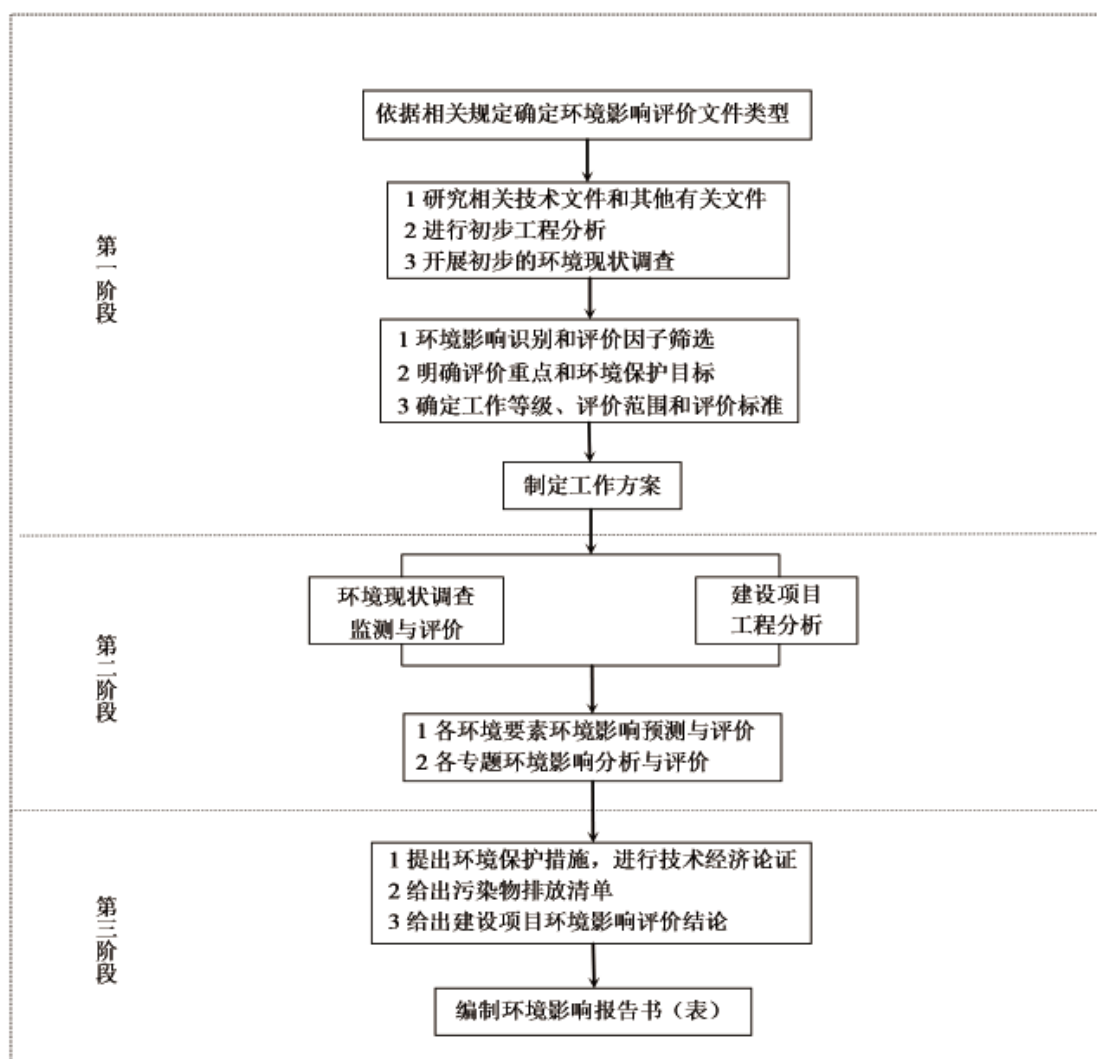 依据相关规定确定环境影响评价文件类型
1 研究相关技术文件和其他有关文件
2 进行初步工程分析
3 开展初步的环境现状调查
第一阶段
1 环境影响识别和评价因子筛选
2 明确评价重点和环境保护目标
3 确定工作等级、评价范围和评价标准
制定工作方案
环境现状调查
监测与评价
建设项目
工程分析
第二阶段
1 各环境要素环境影响预测与评价
2 各专题环境影响分析与评价
1 提出环境保护措施，进行技术经济论证
2 给出污染物排放清单
3 给出建设项目环境影响评价结论
第三阶段
编制环境影响报告书（表）